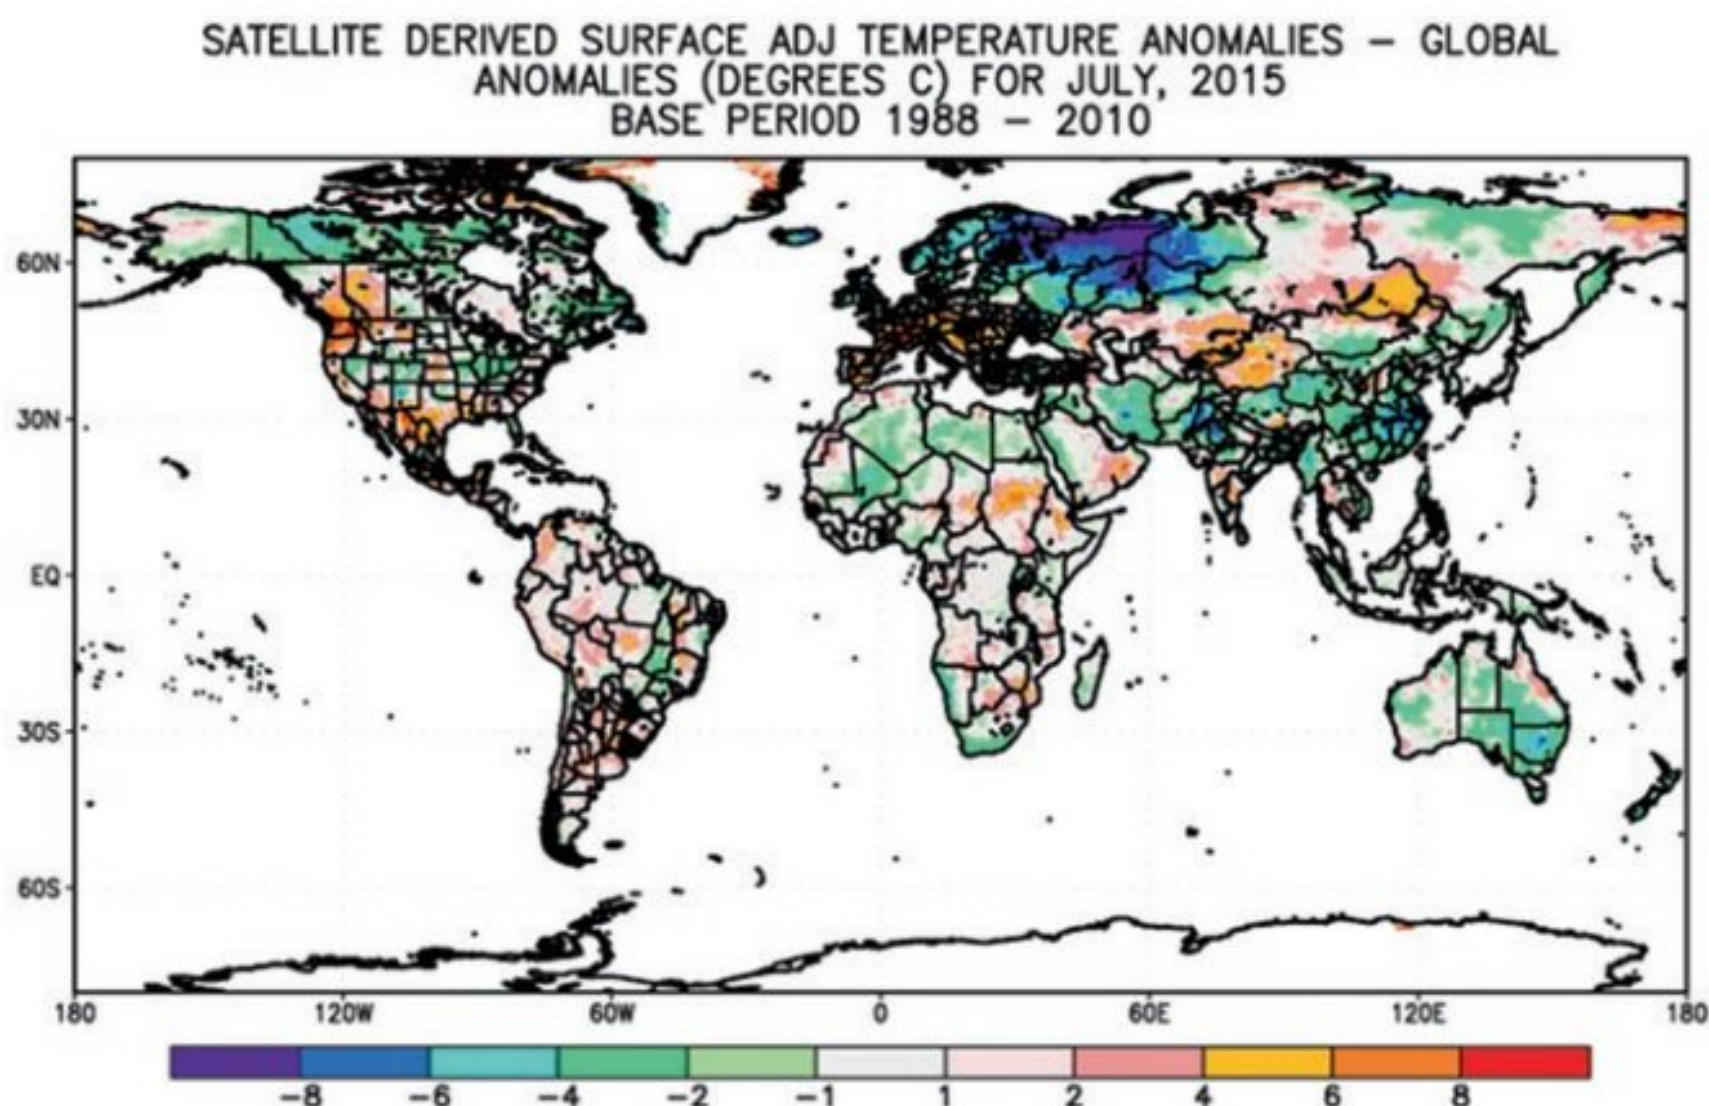 SATELLITE DERIVED SURFACE ADJ TEMPERATURE ANOMALIES – GLOBAL
ANOMALIES (DEGREES C) FOR JULY, 2015
BASE PERIOD 1988 – 2010
60N
30N
EQ
30S
60S
180 120W 60W 0 60E 120E 180
-8 -6 -4 -2 -1 1 2 4 6 8